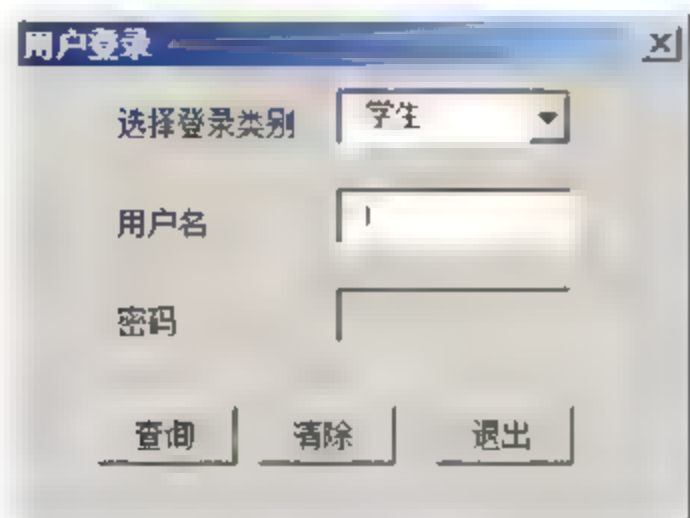 用户登录
选择登录类别 学生
用户名
密码
查询 清除 退出